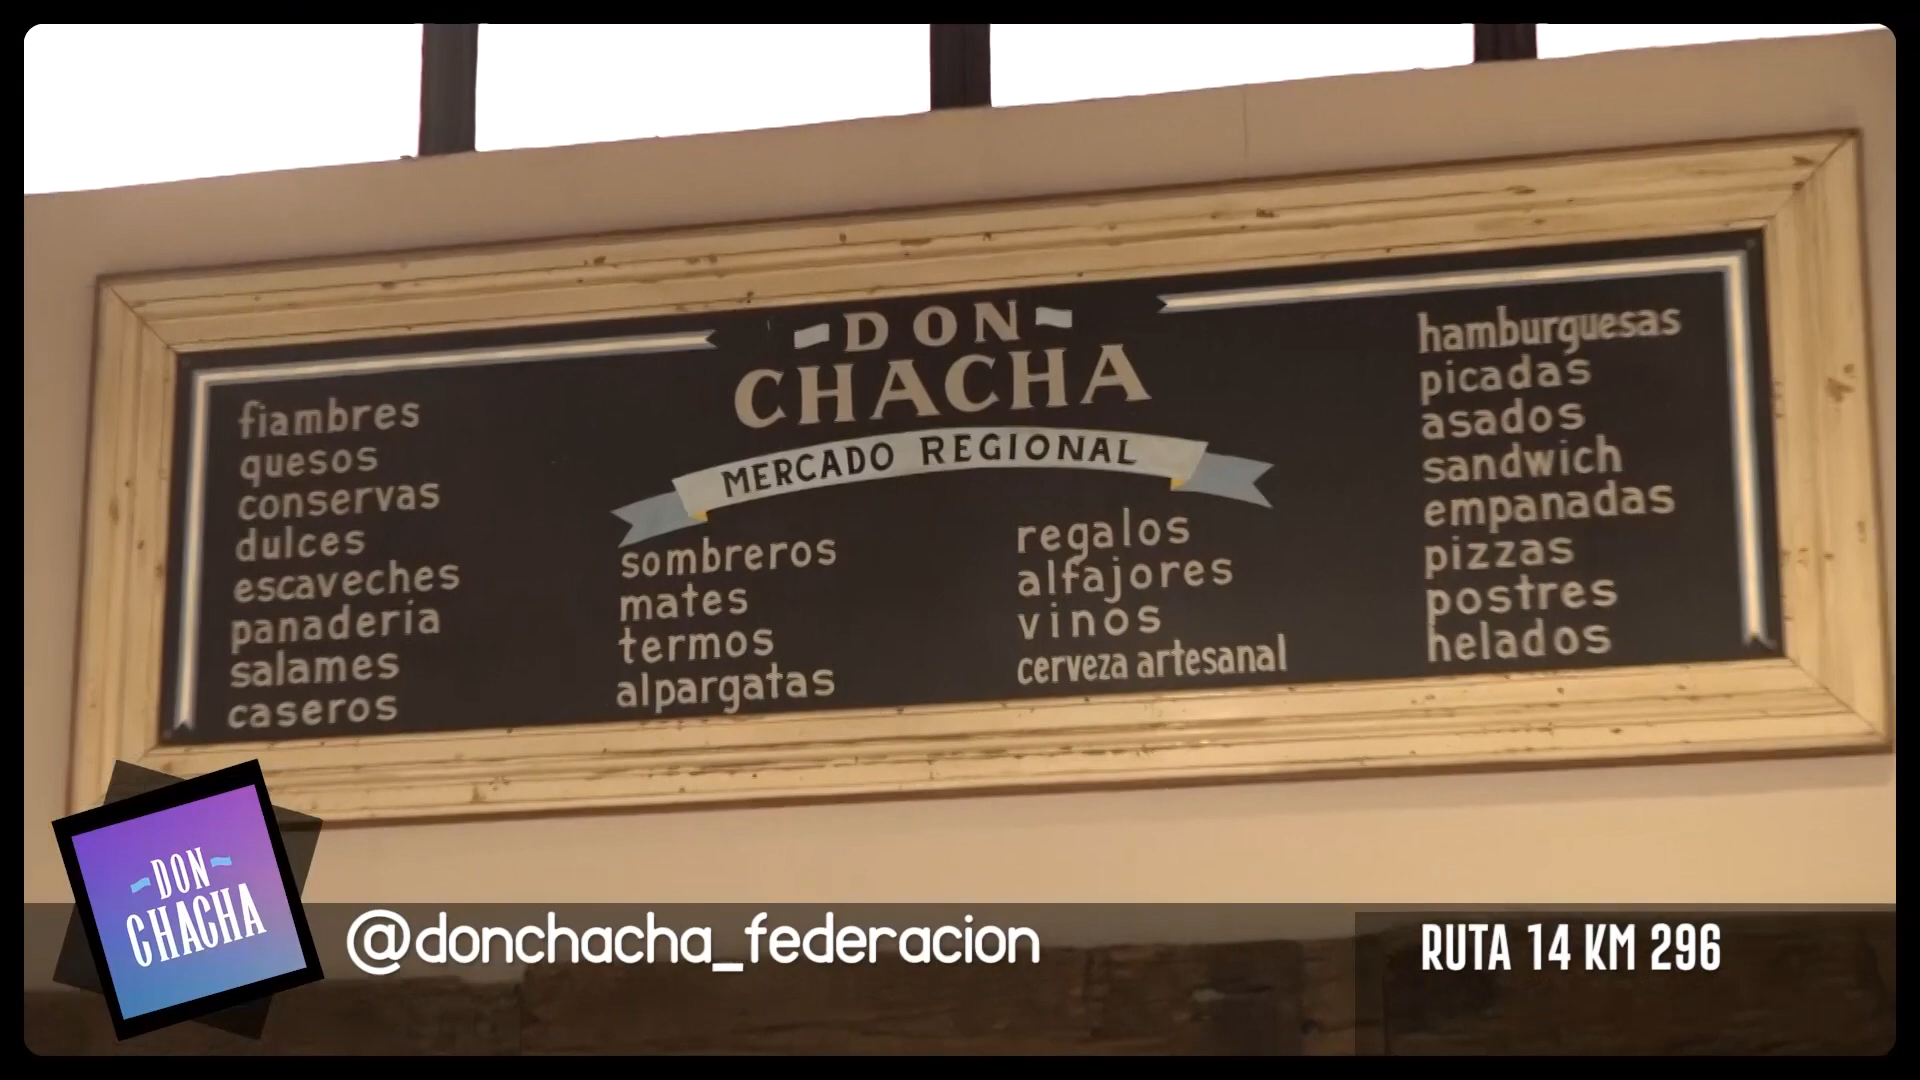 DON
CHACHA
MERCADO REGIONAL
fiambres
quesos
conservas
dulces
escaveches
panaderia
salames
caseros
sombreros
mates
termos
alpargatas
regalos
alfajores
vinos
cerveza artesanal
hamburguesas
picadas
asados
sandwich
empanadas
pizzas
postres
helados
DON
CHACHA
@donchacha_federacion
RUTA 14 KM 296